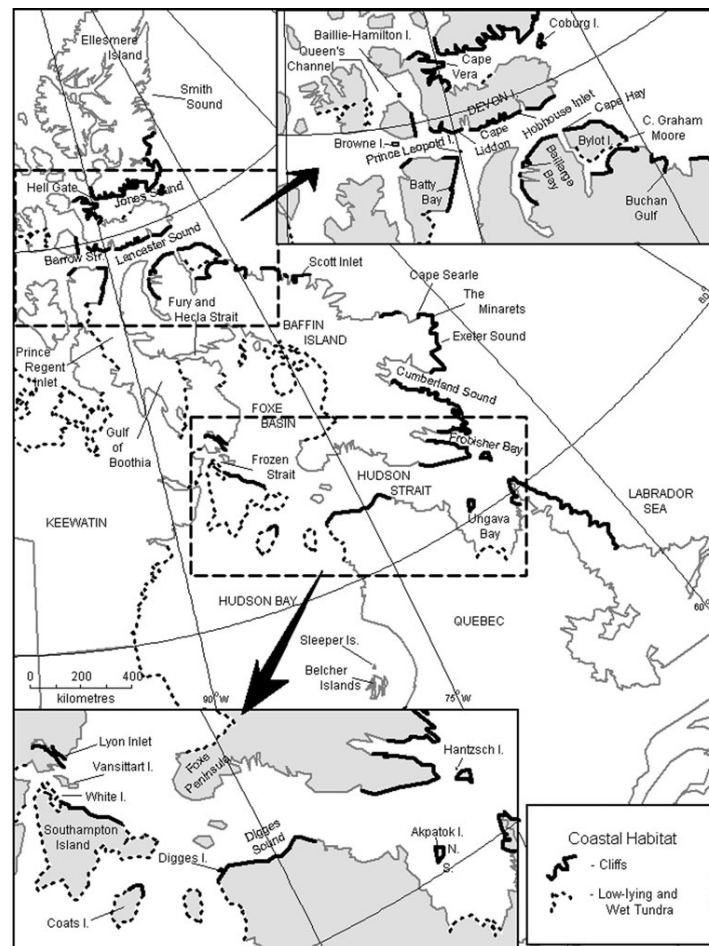 Ellesmere
Island
Smith
Sound
Hell Gate
Jones Sound
Barrow Str.
Lancaster Sound
Baillie-Hamilton I.
Queen's
Channel
Cape
Vera
Coburg I.
DEVON I.
Hobhouse Inlet
Cape Hay
Browne I.
Prince Leopold I.
Cape
Liddon
Bylot I.
C. Graham
Moore
Batty
Bay
Baillarge
Bay
Buchan
Gulf
Scott Inlet
Cape Searle
The
Minarets
Exeter Sound
80°
Fury and
Hecla Strait
BAFFIN
ISLAND
Prince
Regent
Inlet
Gulf
of
Boothia
FOXE
BASIN
Cumberland Sound
Frobisher Bay
Frozen
Strait
HUDSON
STRAIT
Ungava
Bay
LABRADOR
SEA
KEEWATIN
HUDSON BAY
QUEBEC
60°
Sleeper Is.
Belcher
Islands
0 200 400
kilometres
90°W
75°W
Lyon Inlet
Vansittart I.
White I.
Southampton
Island
Foxe
Peninsula
Hantzsch I.
Digges
Sound
Digges I.
Akpatok I.
N.
S.
Coats I.
Coastal Habitat
- Cliffs
- Low-lying and
Wet Tundra